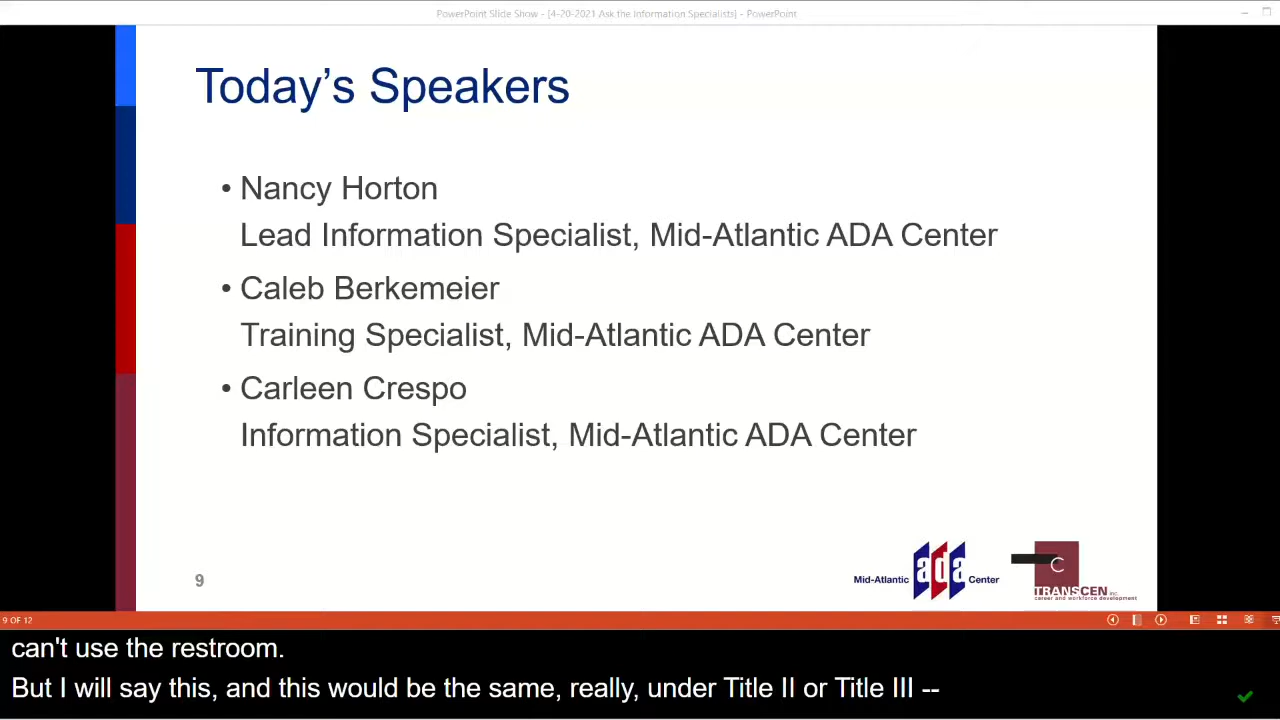 PowerPoint Slide Show - [4-20-2021 Ask the Information Specialists] - PowerPoint
Today's Speakers
• Nancy Horton
Lead Information Specialist, Mid-Atlantic ADA Center
• Caleb Berkemeier
Training Specialist, Mid-Atlantic ADA Center
• Carleen Crespo
Information Specialist, Mid-Atlantic ADA Center
9
Mid-Atlantic ada Center
C
TRANSCEN inc.
career and workforce development
9 OF 12
can't use the restroom.
But I will say this, and this would be the same, really, under Title II or Title III --